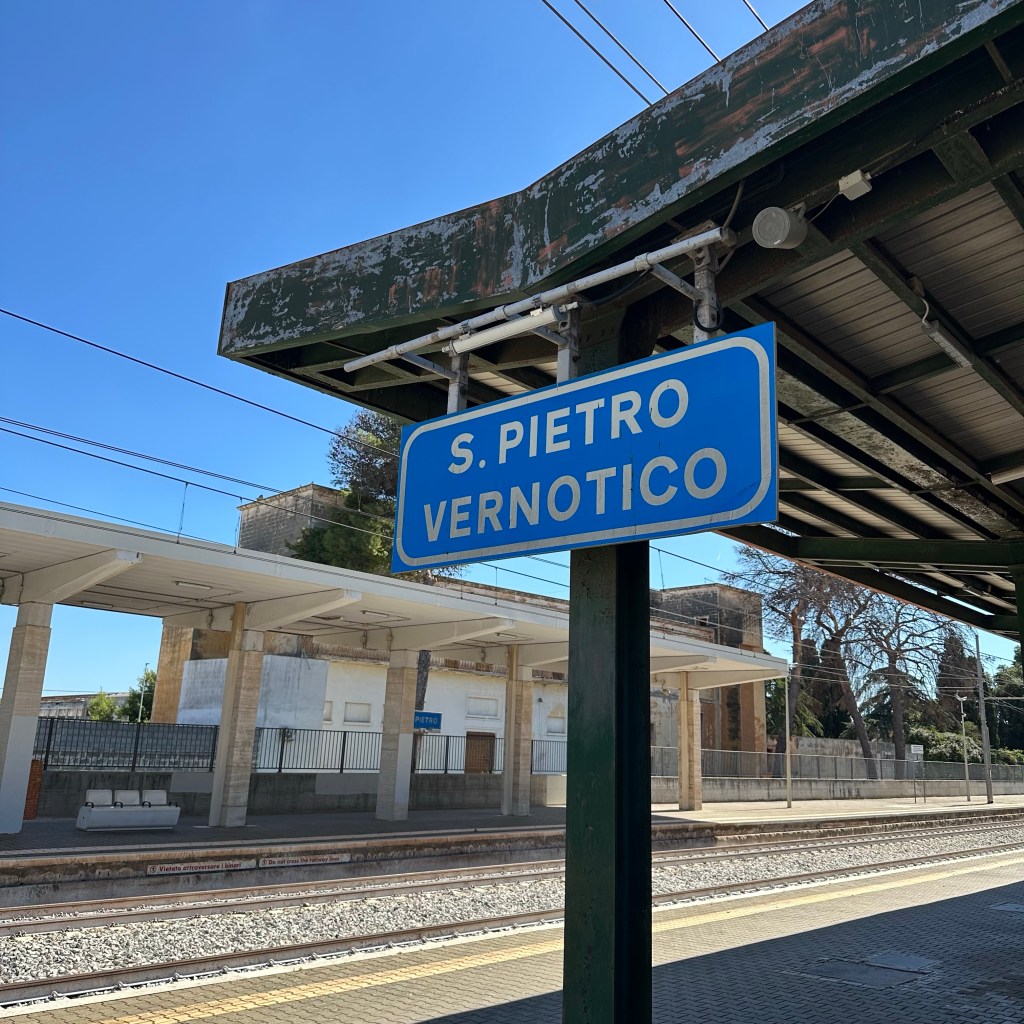 S. PIETRO
VERNOTICO
PIETRO
Vietato attraversare i binari
Do not cross the railway lines